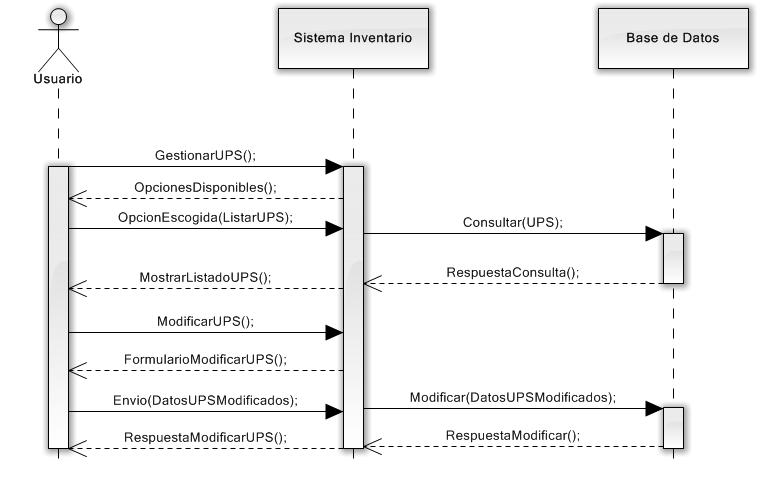 Sistema Inventario
Base de Datos
Usuario
GestionarUPS();
OpcionesDisponibles();
OpcionEscogida(ListarUPS);
Consultar(UPS);
RespuestaConsulta();
MostrarListadoUPS();
ModificarUPS();
FormularioModificarUPS();
Envio(DatosUPSModificados);
Modificar(DatosUPSModificados);
RespuestaModificarUPS();
RespuestaModificar();